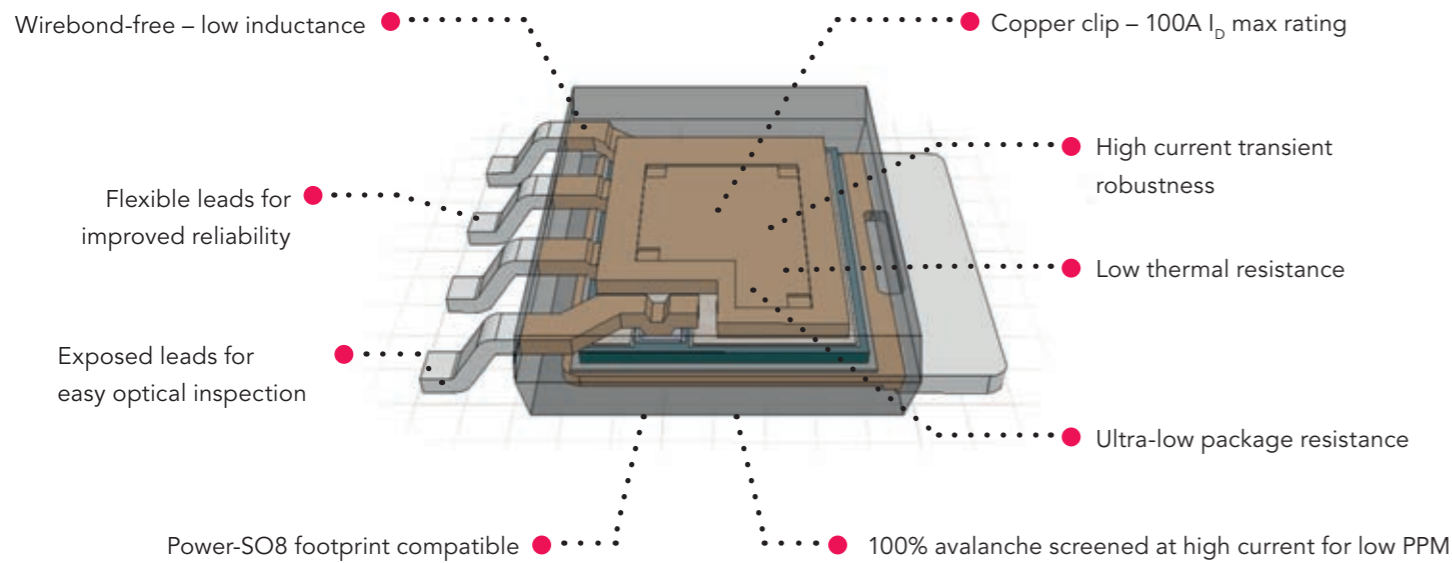 Wirebond-free – low inductance
Copper clip – 100A I_D max rating
High current transient
robustness
Flexible leads for
improved reliability
Low thermal resistance
Exposed leads for
easy optical inspection
Ultra-low package resistance
Power-SO8 footprint compatible
100% avalanche screened at high current for low PPM